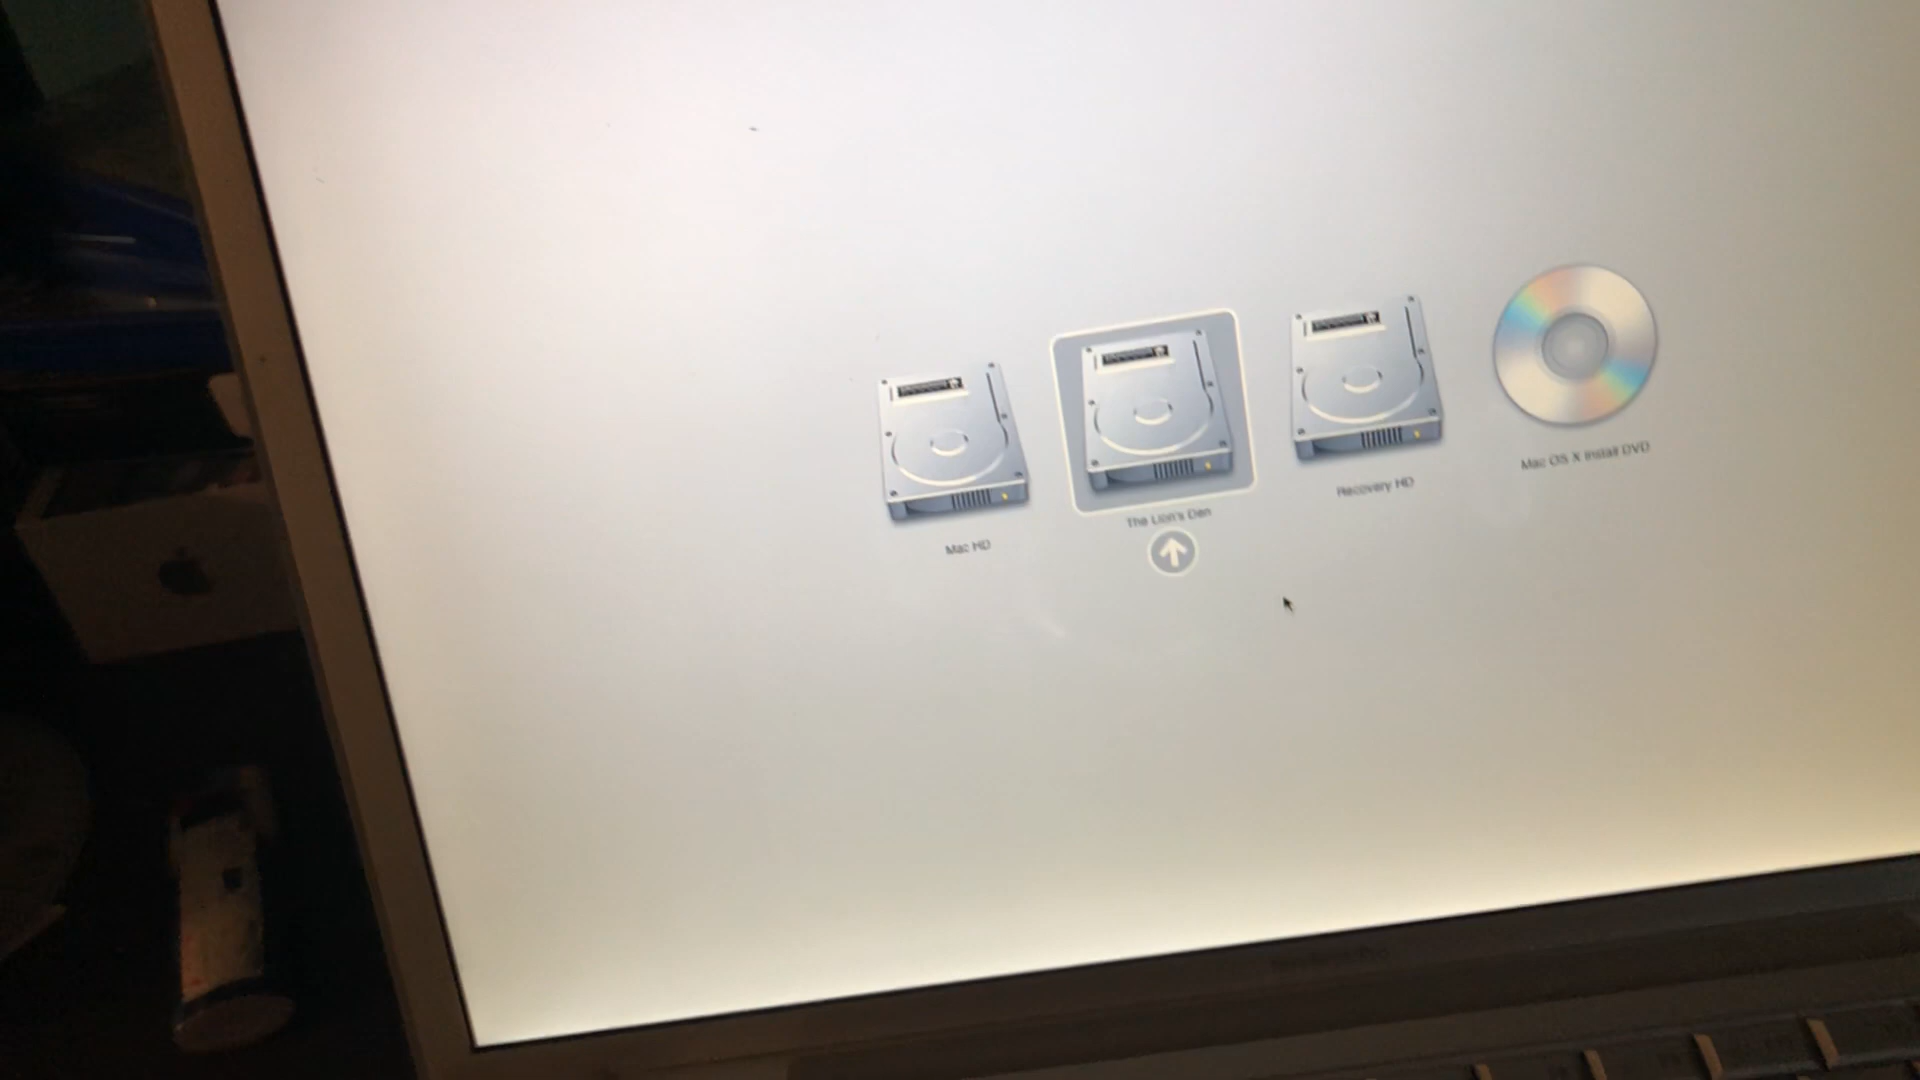 Mac HD
The Lion's Den
Recovery HD
Mac OS X Install DVD